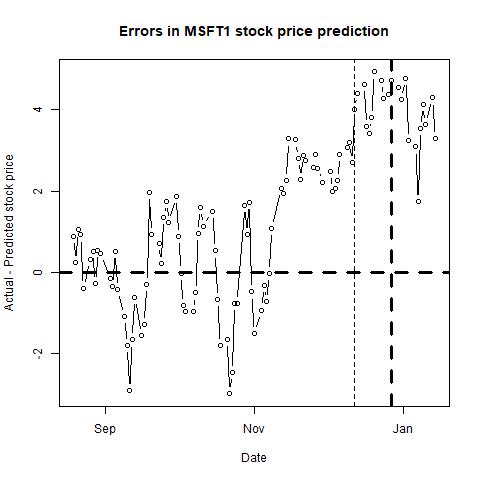 Errors in MSFT1 stock price prediction
Actual - Predicted stock price
4
2
0
-2
Sep
Nov
Jan
Date